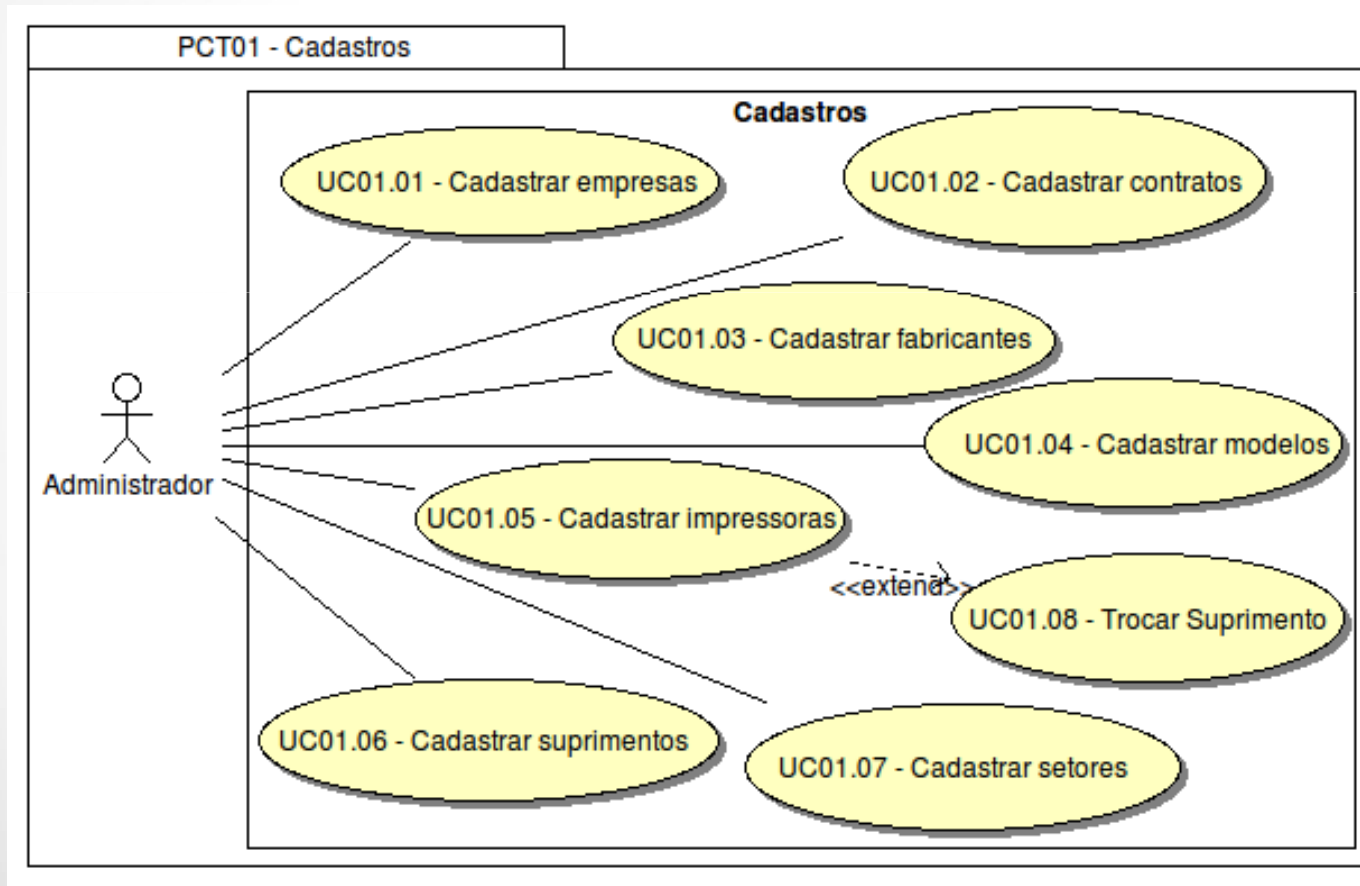 PCT01 - Cadastros
Cadastros
UC01.01 - Cadastrar empresas
UC01.02 - Cadastrar contratos
UC01.03 - Cadastrar fabricantes
UC01.04 - Cadastrar modelos
Administrador
UC01.05 - Cadastrar impressoras
<<extend>>
UC01.08 - Trocar Suprimento
UC01.06 - Cadastrar suprimentos
UC01.07 - Cadastrar setores